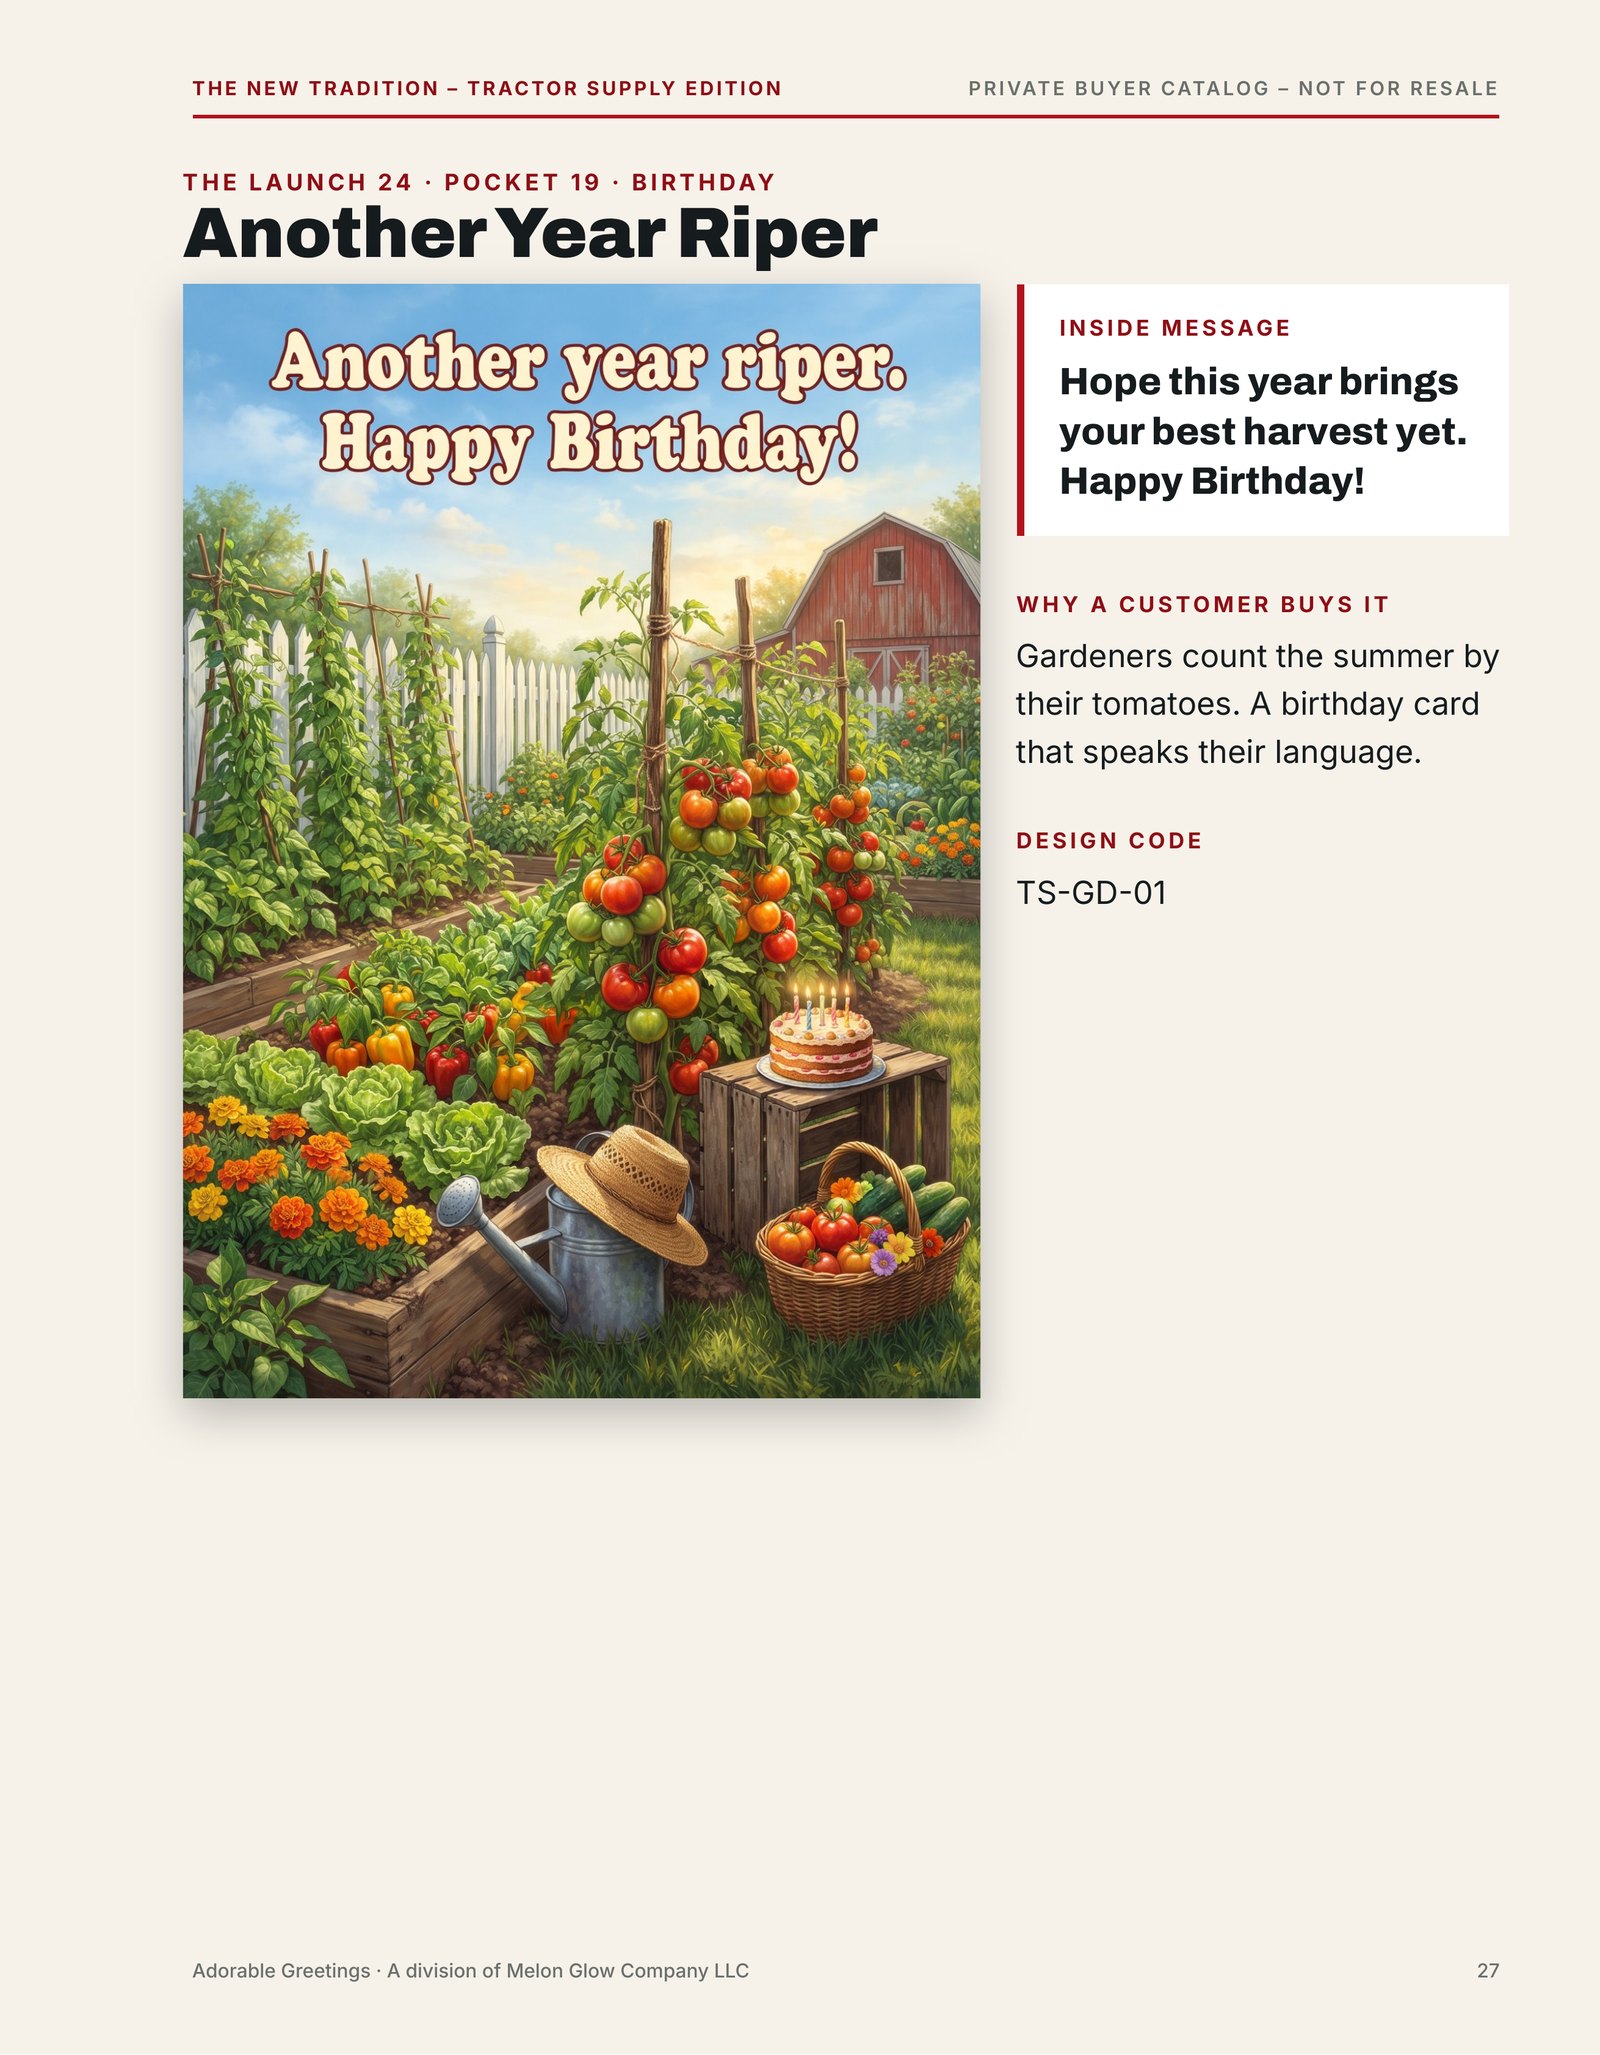 THE NEW TRADITION – TRACTOR SUPPLY EDITION
PRIVATE BUYER CATALOG – NOT FOR RESALE
THE LAUNCH 24 · POCKET 19 · BIRTHDAY
Another Year Riper
Another year riper.
Happy Birthday!
INSIDE MESSAGE
Hope this year brings
your best harvest yet.
Happy Birthday!
WHY A CUSTOMER BUYS IT
Gardeners count the summer by
their tomatoes. A birthday card
that speaks their language.
DESIGN CODE
TS-GD-01
Adorable Greetings · A division of Melon Glow Company LLC
27